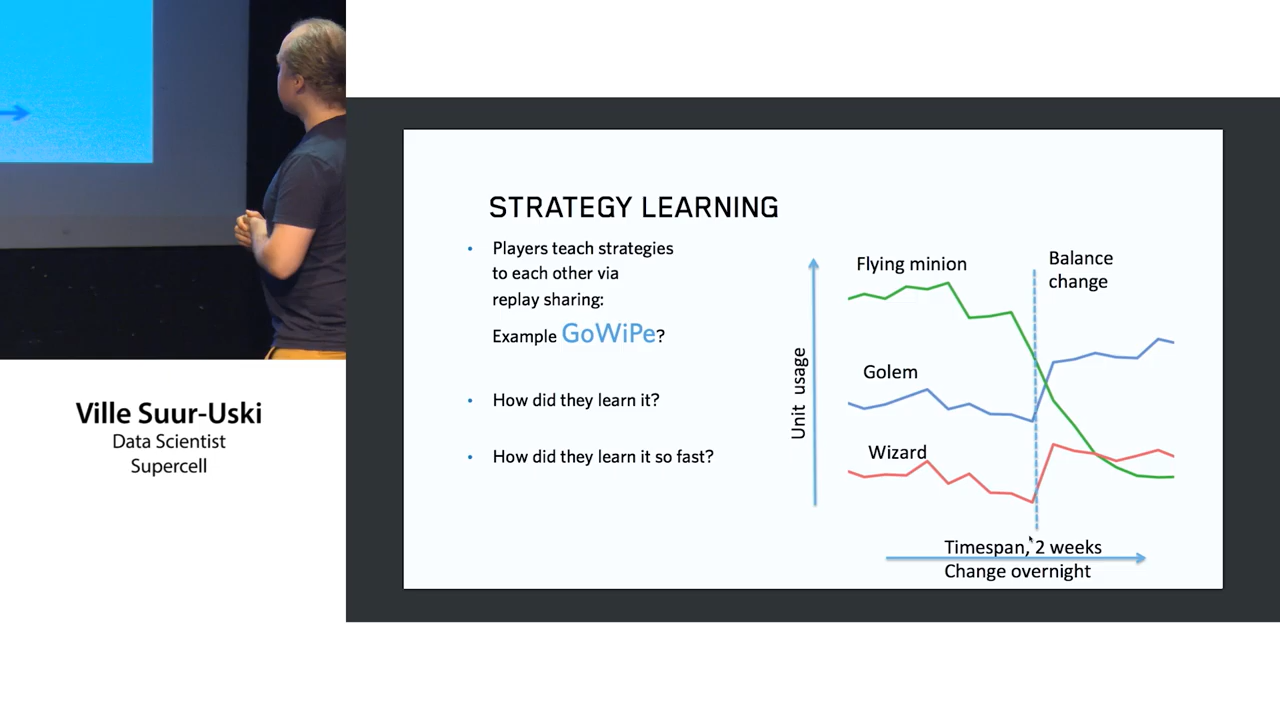 STRATEGY LEARNING
• Players teach strategies
to each other via
replay sharing:
Example GoWiPe?
• How did they learn it?
• How did they learn it so fast?
Flying minion
Balance
change
Golem
Wizard
Unit usage
Timespan, 2 weeks
Change overnight
Ville Suur-Uski
Data Scientist
Supercell